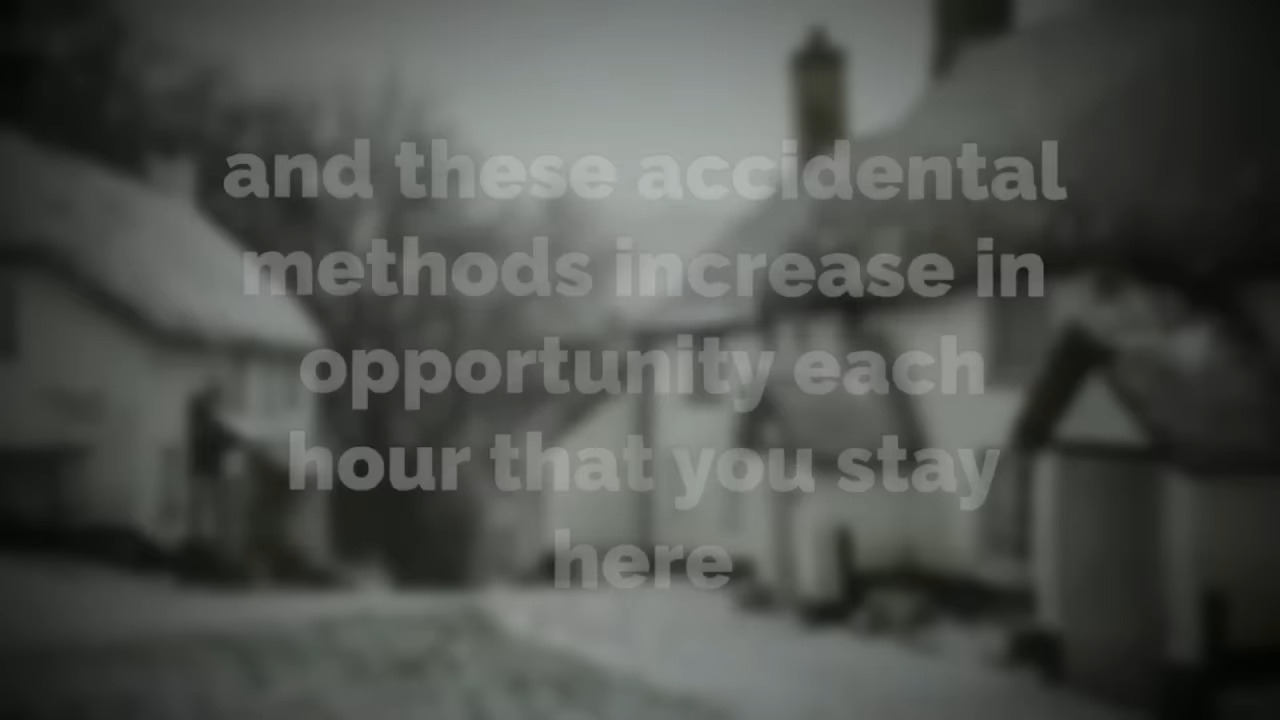 and these accidental
methods increase in
opportunity each
hour that you stay
here